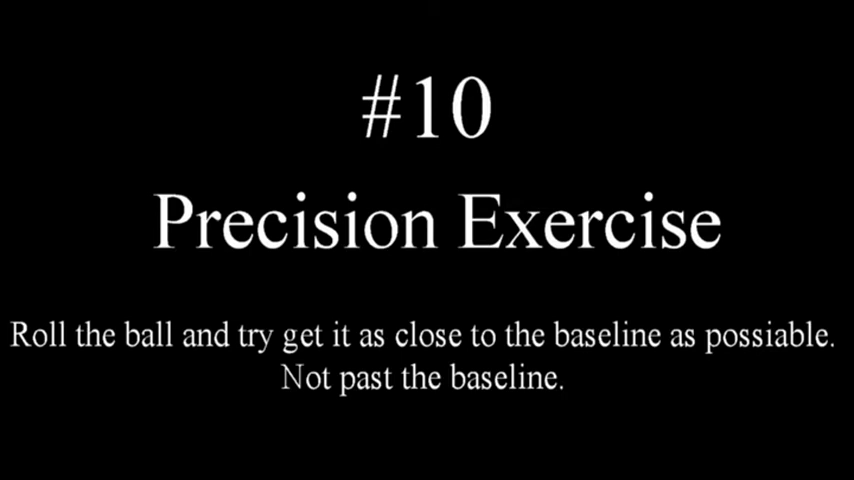 #10
Precision Exercise
Roll the ball and try get it as close to the baseline as possiable.
Not past the baseline.